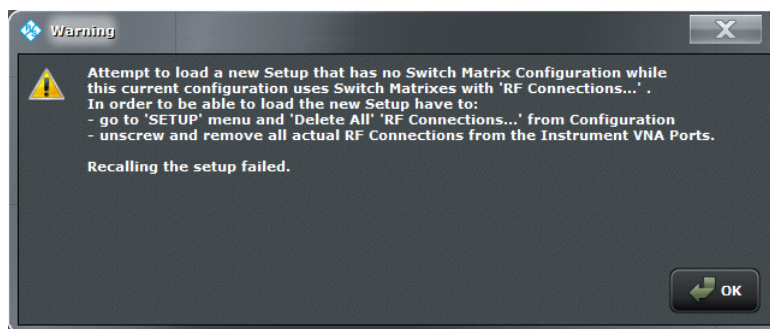 Warning
X
Attempt to load a new Setup that has no Switch Matrix Configuration while
this current configuration uses Switch Matrixes with 'RF Connections...' .
In order to be able to load the new Setup have to:
- go to 'SETUP' menu and 'Delete All' 'RF Connections...' from Configuration
- unscrew and remove all actual RF Connections from the Instrument VNA Ports.
Recalling the setup failed.
OK